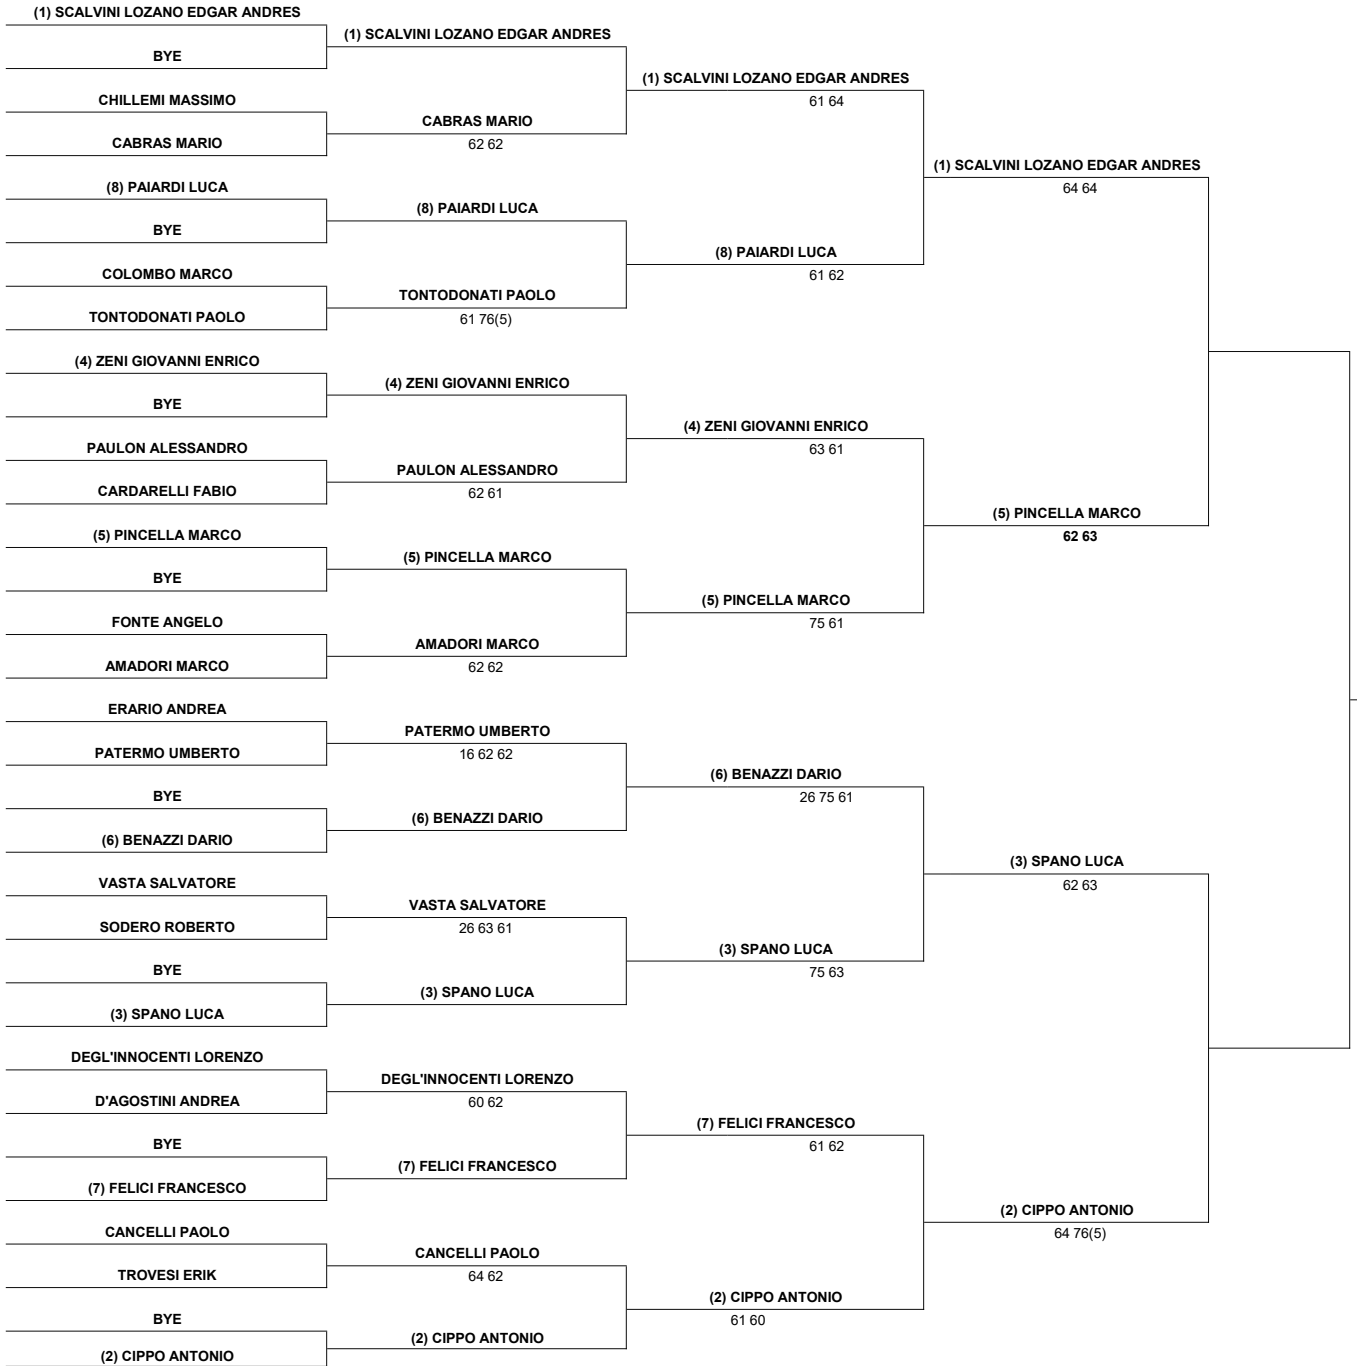 (1) SCALVINI LOZANO EDGAR ANDRES
BYE
CHILLEMI MASSIMO
CABRAS MARIO
(8) PAIARDI LUCA
BYE
COLOMBO MARCO
TONTODONATI PAOLO
(4) ZENI GIOVANNI ENRICO
BYE
PAULON ALESSANDRO
CARDARELLI FABIO
(5) PINCELLA MARCO
BYE
FONTE ANGELO
AMADORI MARCO
ERARIO ANDREA
PATERMO UMBERTO
BYE
(6) BENAZZI DARIO
VASTA SALVATORE
SODERO ROBERTO
BYE
(3) SPANO LUCA
DEGL'INNOCENTI LORENZO
D'AGOSTINI ANDREA
BYE
(7) FELICI FRANCESCO
CANCELLI PAOLO
TROVESI ERIK
BYE
(2) CIPPO ANTONIO
(1) SCALVINI LOZANO EDGAR ANDRES
CABRAS MARIO
62 62
(8) PAIARDI LUCA
TONTODONATI PAOLO
61 76(5)
(4) ZENI GIOVANNI ENRICO
PAULON ALESSANDRO
62 61
(5) PINCELLA MARCO
AMADORI MARCO
62 62
PATERMO UMBERTO
16 62 62
(6) BENAZZI DARIO
VASTA SALVATORE
26 63 61
(3) SPANO LUCA
DEGL'INNOCENTI LORENZO
60 62
(7) FELICI FRANCESCO
CANCELLI PAOLO
64 62
(2) CIPPO ANTONIO
(1) SCALVINI LOZANO EDGAR ANDRES
61 64
(8) PAIARDI LUCA
61 62
(4) ZENI GIOVANNI ENRICO
63 61
(5) PINCELLA MARCO
75 61
(6) BENAZZI DARIO
26 75 61
(3) SPANO LUCA
75 63
(7) FELICI FRANCESCO
61 62
(2) CIPPO ANTONIO
61 60
(1) SCALVINI LOZANO EDGAR ANDRES
64 64
(5) PINCELLA MARCO
62 63
(3) SPANO LUCA
62 63
(2) CIPPO ANTONIO
64 76(5)